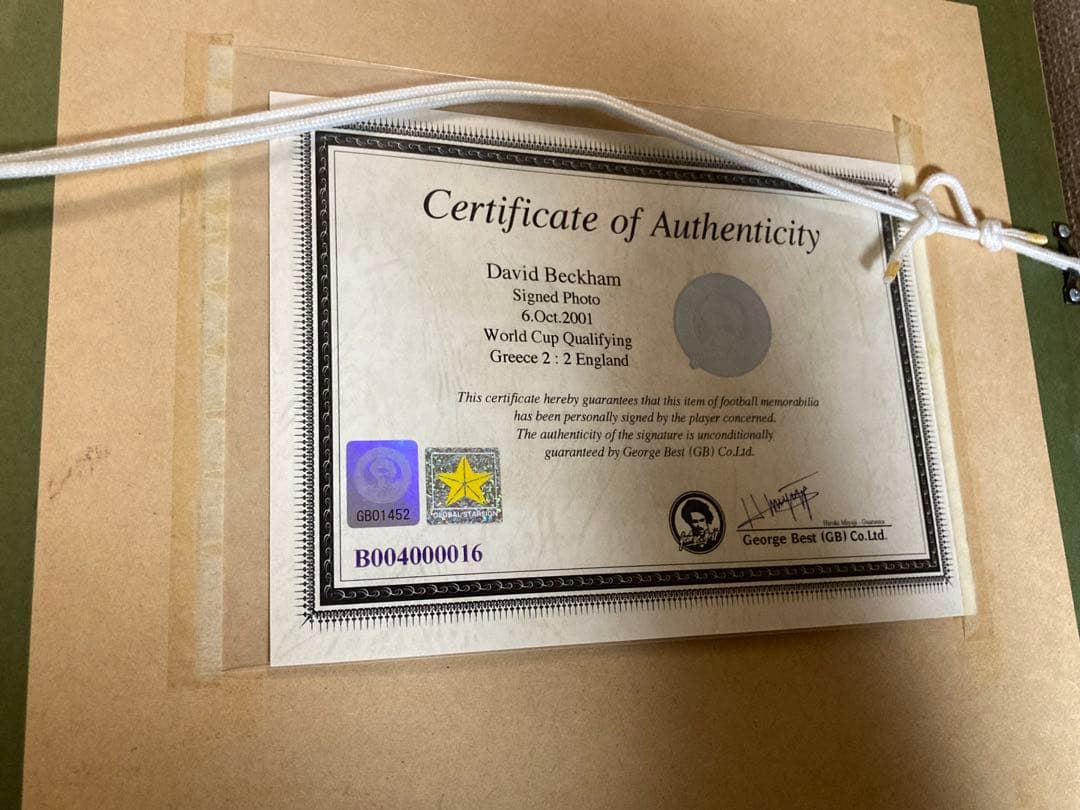 Certificate of Authenticity
David Beckham
Signed Photo
6.Oct.2001
World Cup Qualifying
Greece 2 : 2 England
This certificate hereby guarantees that this item of football memorabilia
has been personally signed by the player concerned.
The authenticity of the signature is unconditionally
guaranteed by George Best (GB) Co.Ltd.
GB01452
GLOBAL STARSIGN
B004000016
George Best (GB) Co.Ltd.